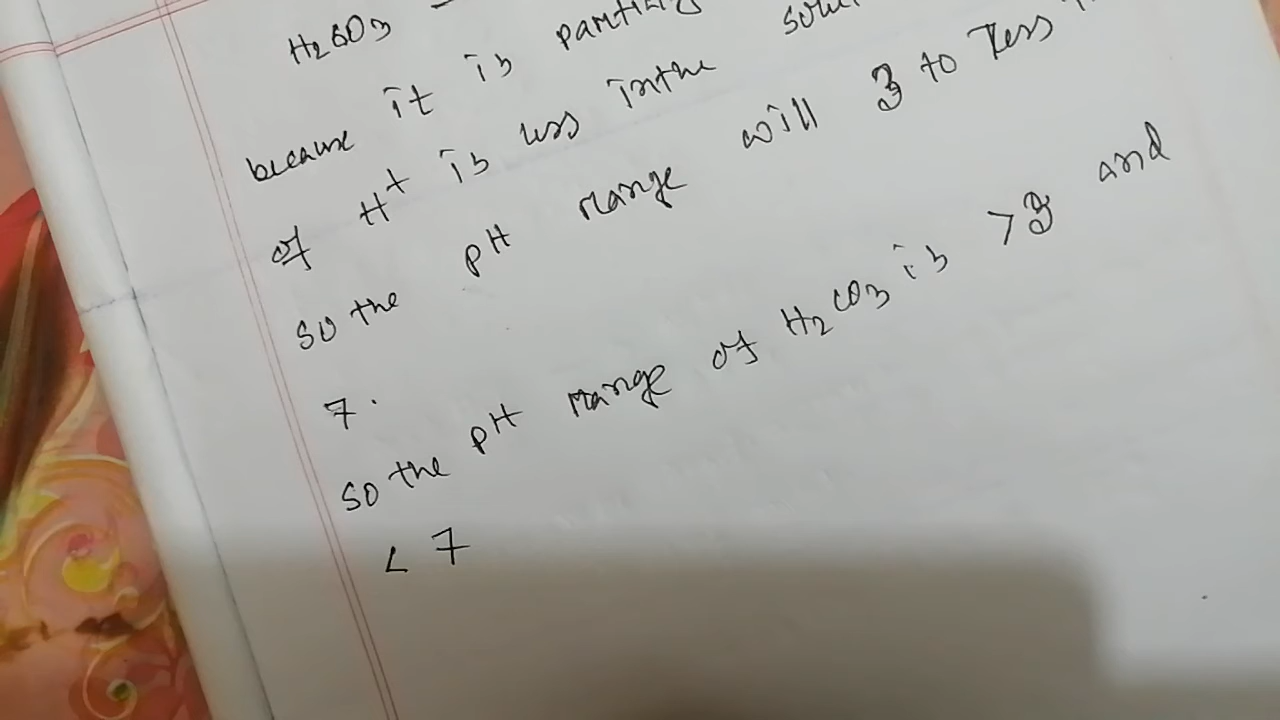 H2CO3 –
because it is partially
of H+ is less in the solu
so the pH range will 3 to less
7.
so the pH range of H2CO3 is >3 and
< 7